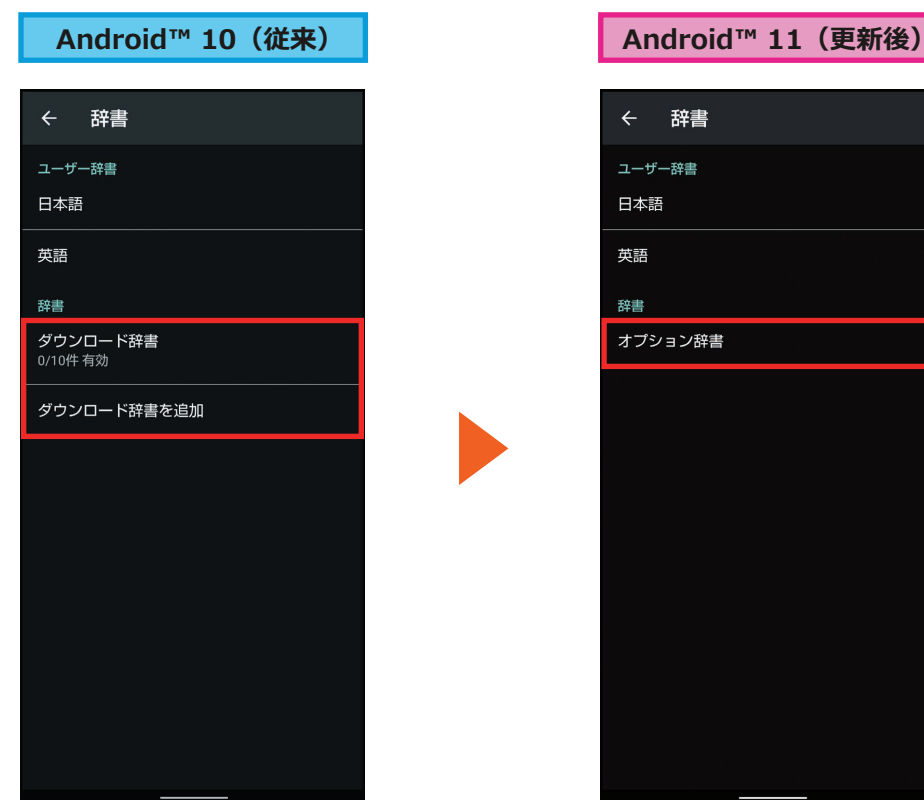 Android™ 10（従来）
← 辞書
ユーザー辞書
日本語
英語
辞書
ダウンロード辞書
0/10件 有効
ダウンロード辞書を追加
Android™ 11（更新後）
← 辞書
ユーザー辞書
日本語
英語
辞書
オプション辞書